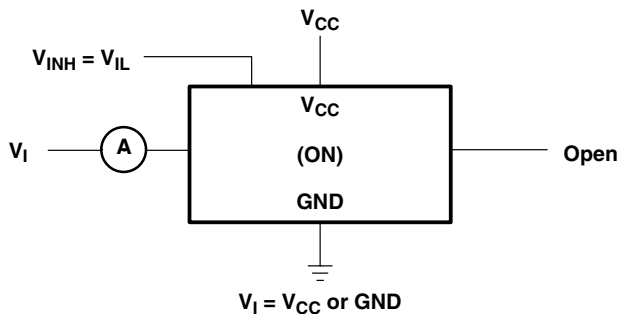 VCC
VINH = VIL
VCC
VI
A
(ON)
Open
GND
VI = VCC or GND